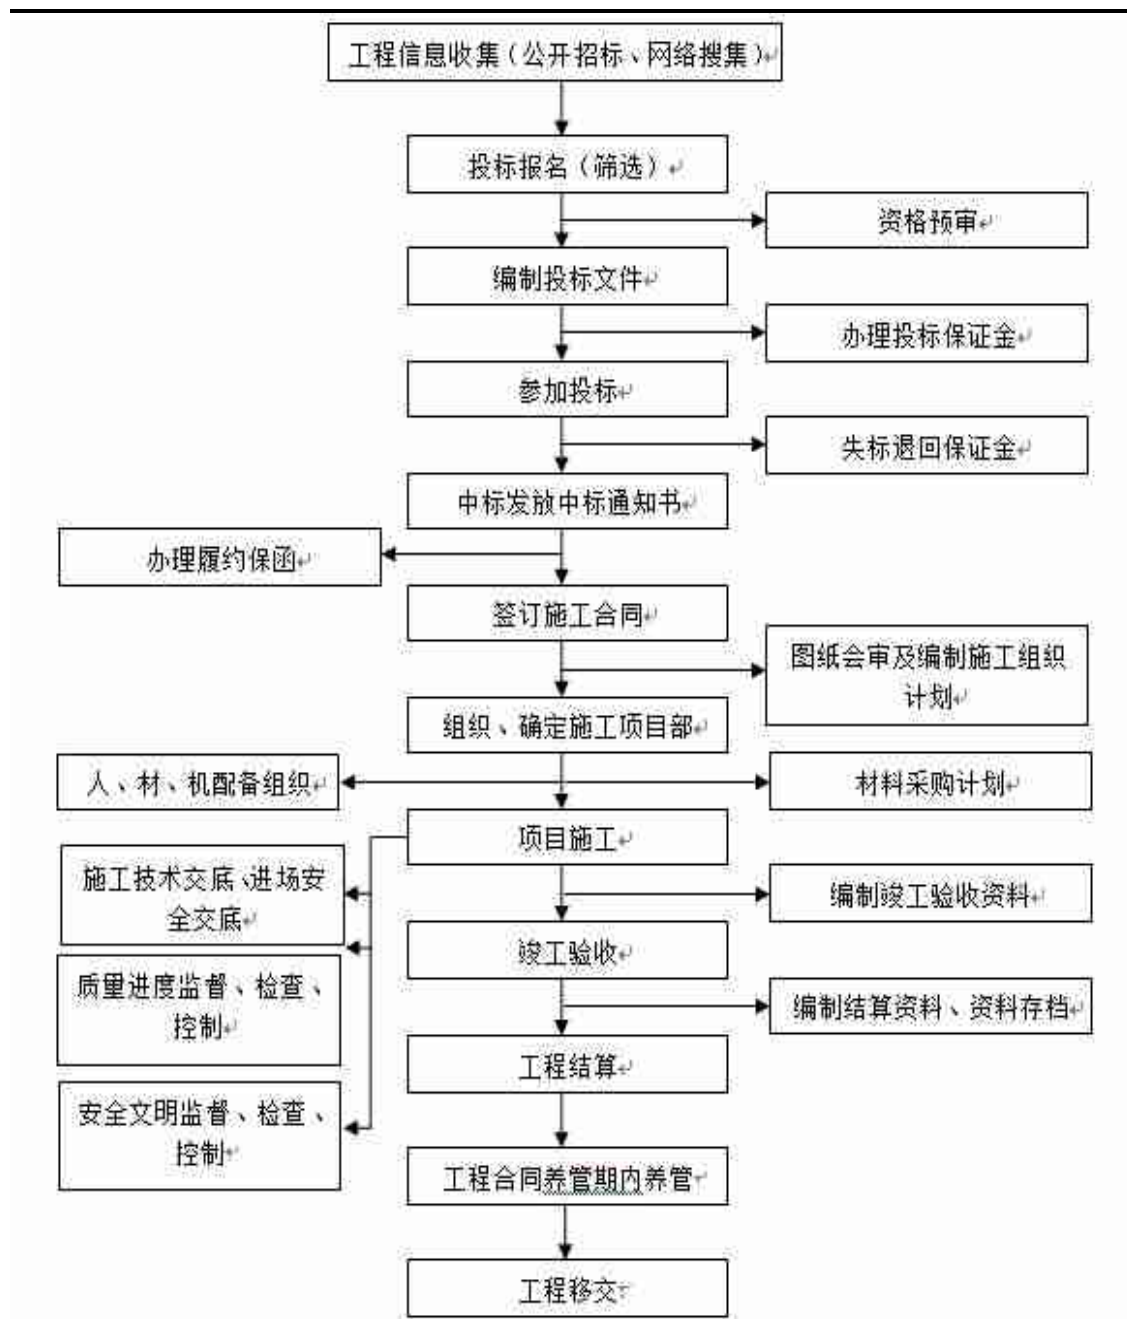 工程信息收集（公开招标、网络搜集）
投标报名（筛选）
资格预审
编制投标文件
办理投标保证金
参加投标
失标退回保证金
中标发放中标通知书
办理履约保函
签订施工合同
图纸会审及编制施工组织
计划
组织、确定施工项目部
人、材、机配备组织
材料采购计划
项目施工
施工技术交底、进场安
全交底
编制竣工验收资料
竣工验收
质量进度监督、检查、
控制
编制结算资料、资料存档
工程结算
安全文明监督、检查、
控制
工程合同养管期内养管
工程移交